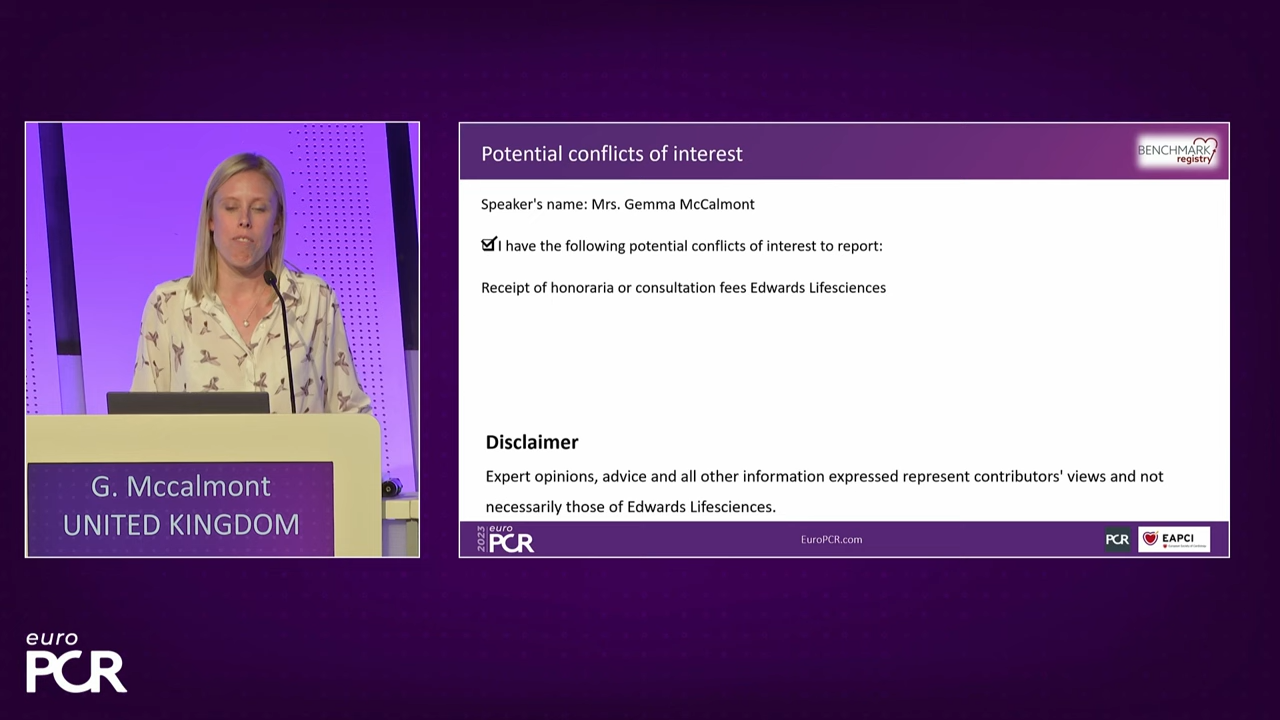 G. Mccalmont
UNITED KINGDOM
Potential conflicts of interest
BENCHMARK
registry
Speaker's name: Mrs. Gemma McCalmont
I have the following potential conflicts of interest to report:
Receipt of honoraria or consultation fees Edwards Lifesciences
Disclaimer
Expert opinions, advice and all other information expressed represent contributors' views and not
necessarily those of Edwards Lifesciences.
2023
euro
PCR
EuroPCR.com
PCR
EAPCI
euro
PCR